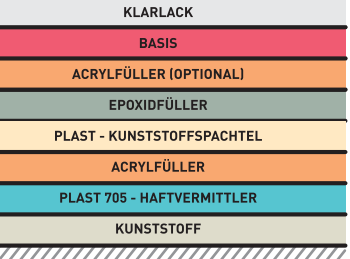 KLARLACK
BASIS
ACRYLFÜLLER (OPTIONAL)
EPOXIDFÜLLER
PLAST - KUNSTSTOFFSPACHTEL
ACRYLFÜLLER
PLAST 705 - HAFTVERMITTLER
KUNSTSTOFF